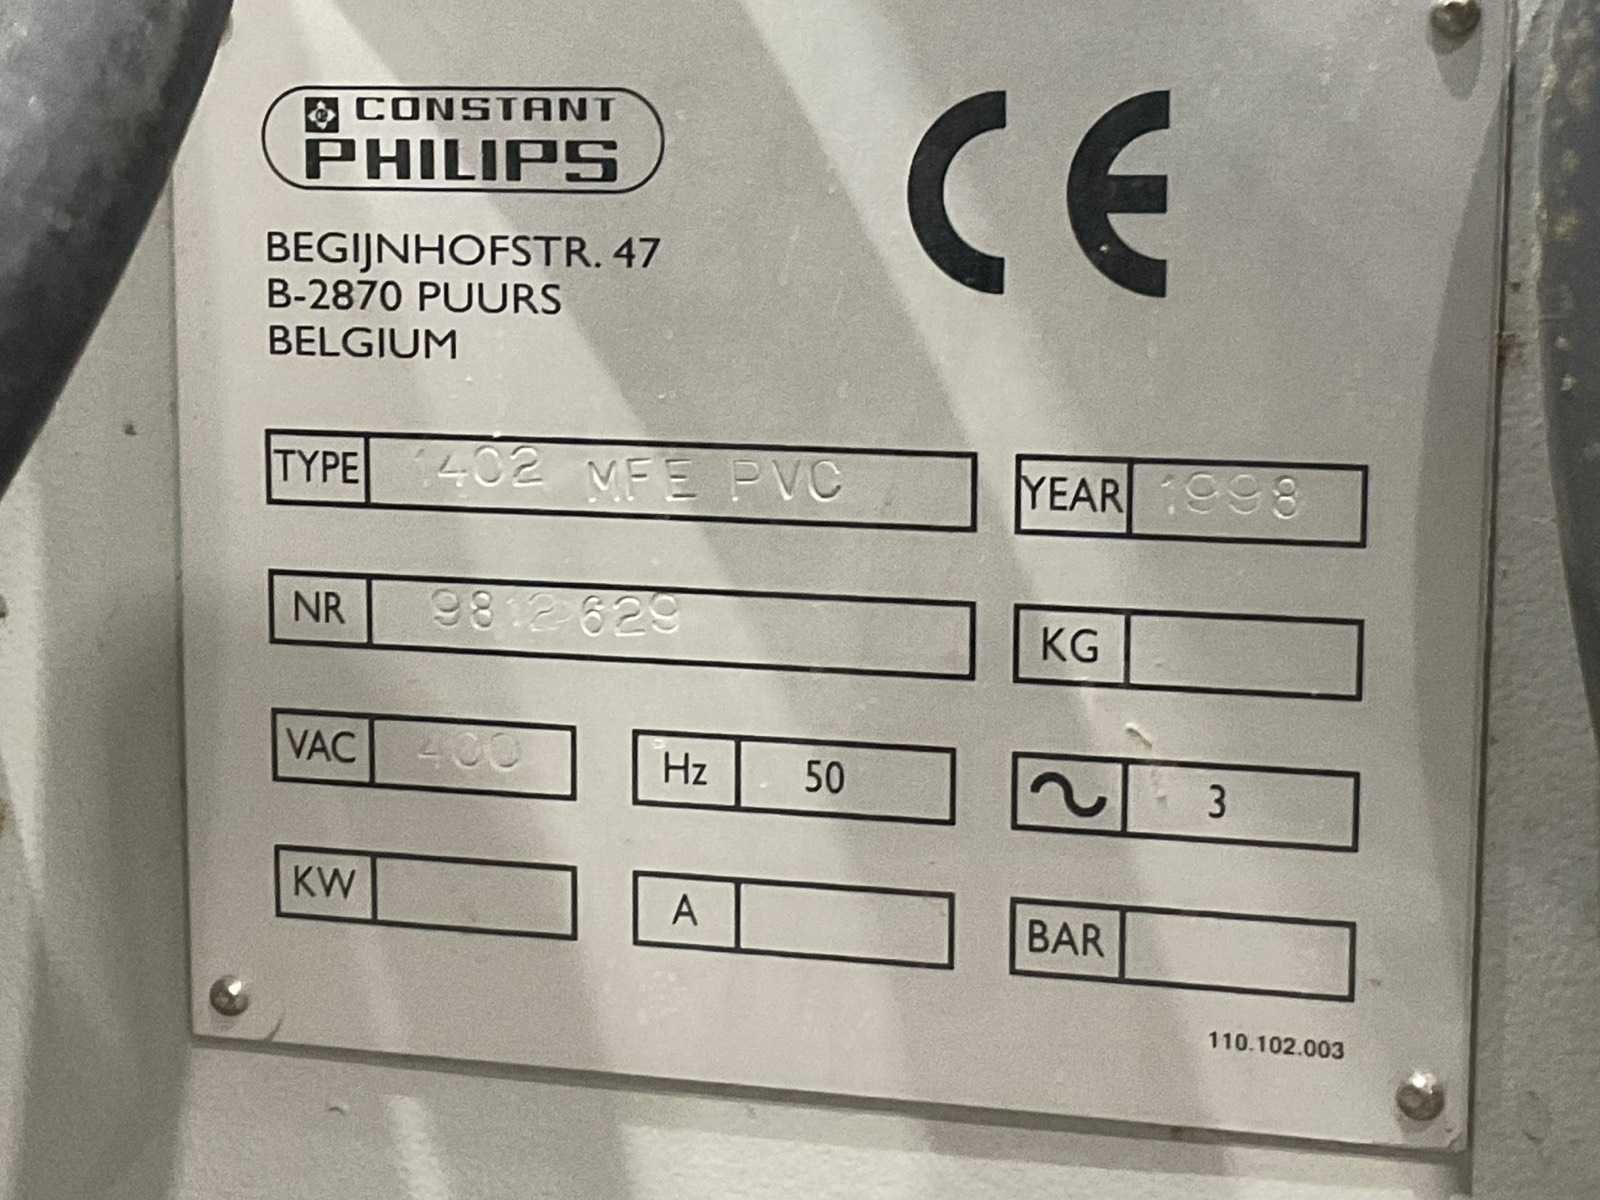 CONSTANT
PHILIPS
CE
BEGIJNHOFSTR. 47
B-2870 PUURS
BELGIUM
TYPE 1402 MFE PVC
YEAR 1998
NR 9812629
KG
VAC 400
Hz 50
~ 3
KW
A
BAR
110.102.003